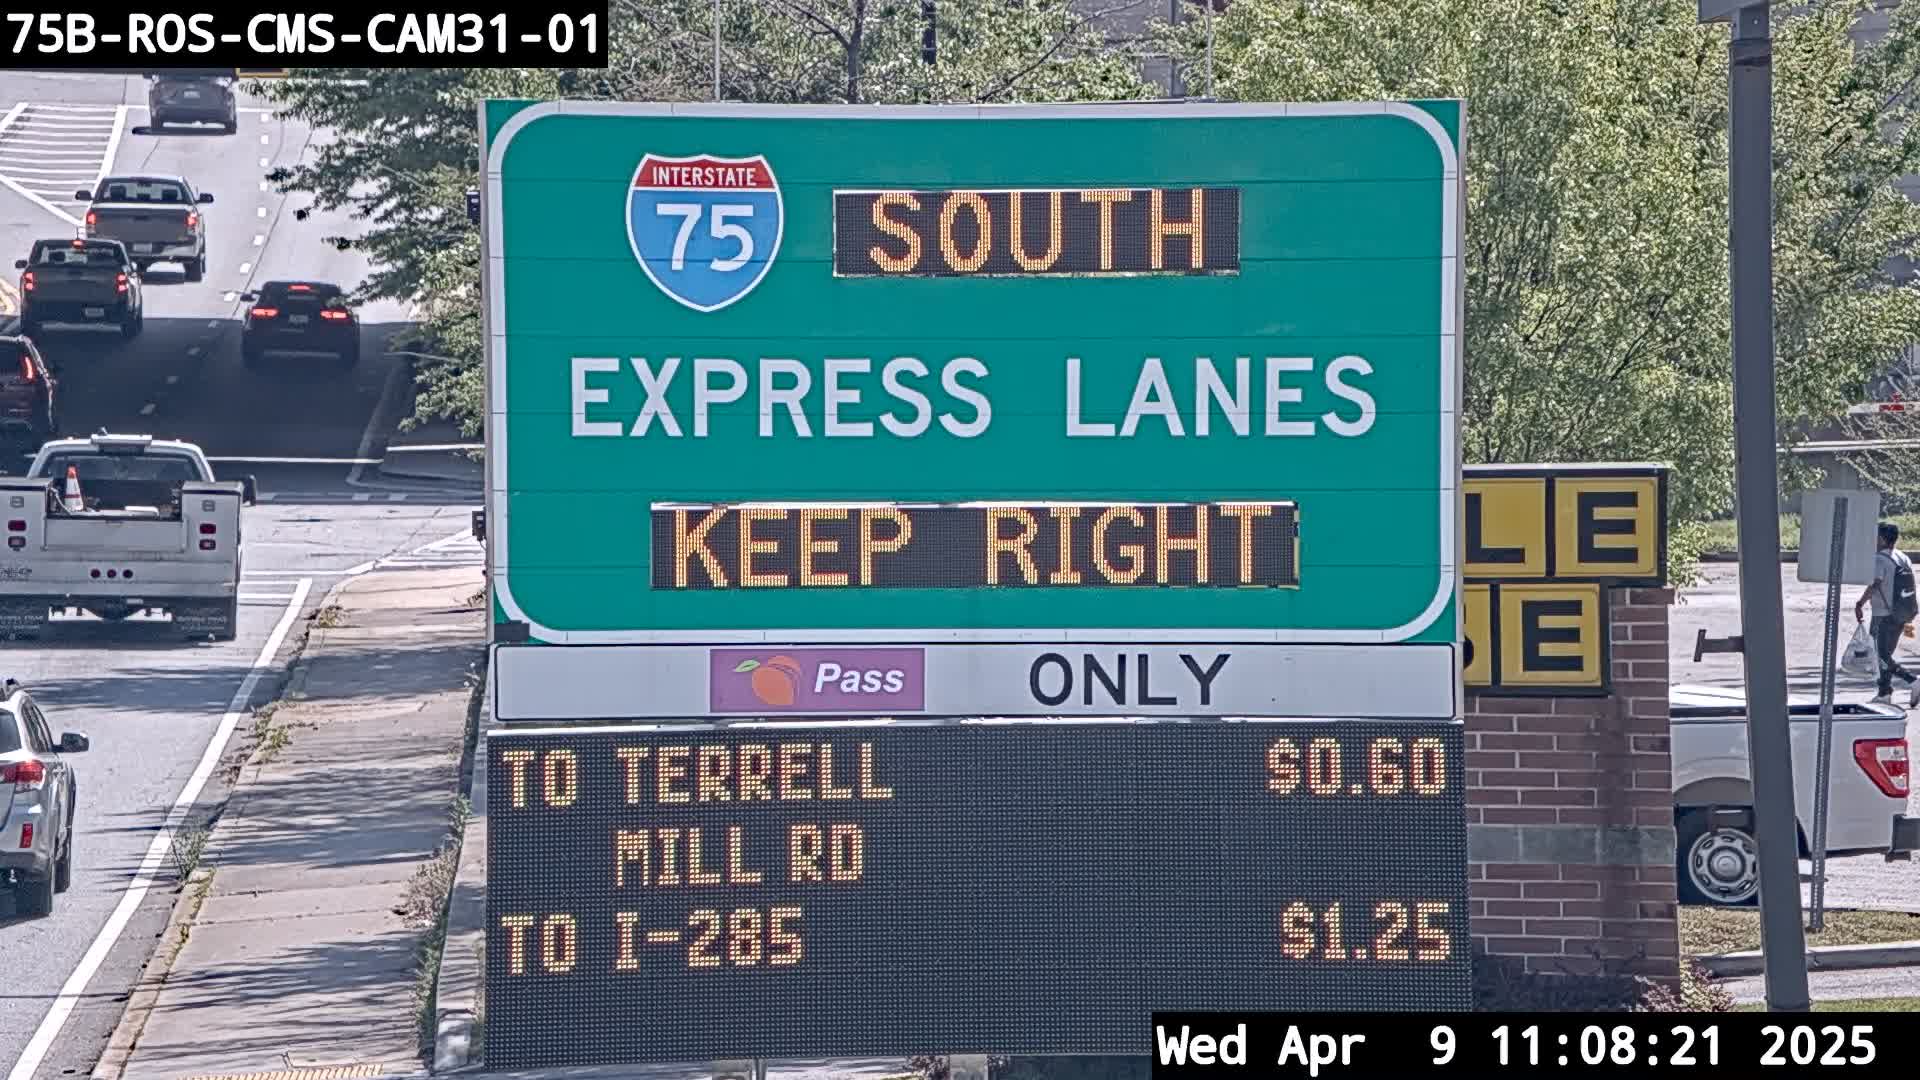 75B-ROS-CMS-CAM31-01
INTERSTATE
75
SOUTH
EXPRESS LANES
KEEP RIGHT
Pass ONLY
TO TERRELL $0.60
MILL RD
TO I-285 $1.25
LE
E
Wed Apr 9 11:08:21 2025